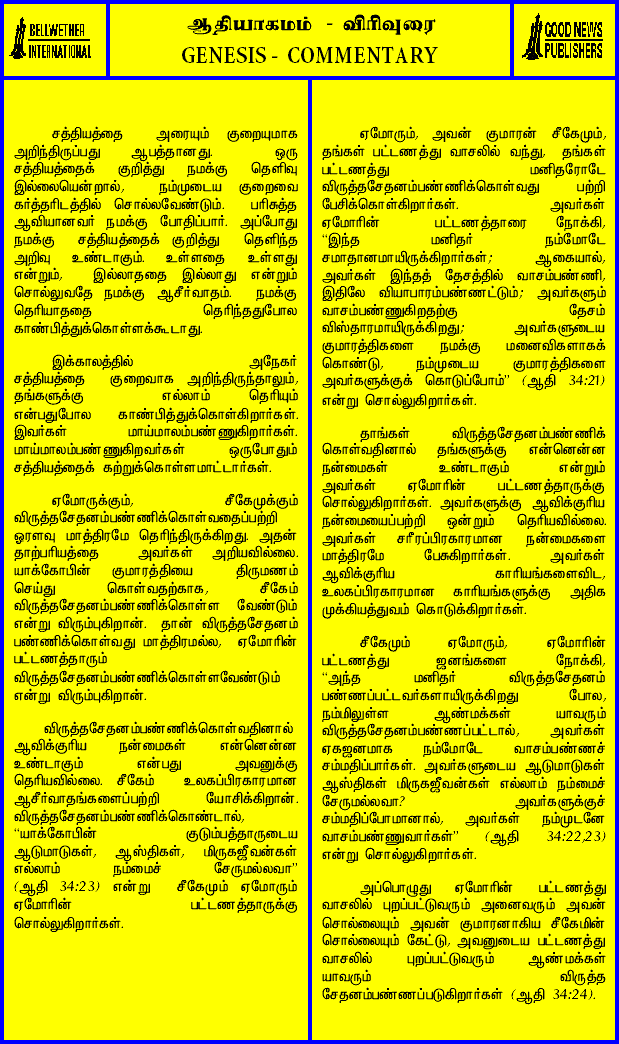 BELLWETHER
INTERNATIONAL
ஆதியாகமம் - விரிவுரை
GENESIS - COMMENTARY
GOOD NEWS
PUBLISHERS
சத்தியத்தை அரையும் குறையுமாக
அறிந்திருப்பது ஆபத்தானது. ஒரு
சத்தியத்தைக் குறித்து நமக்கு தெளிவு
இல்லையென்றால், நம்முடைய குறைவை
கர்த்தரிடத்தில் சொல்லவேண்டும். பரிசுத்த
ஆவியானவர் நமக்கு போதிப்பார். அப்போது
நமக்கு சத்தியத்தைக் குறித்து தெளிந்த
அறிவு உண்டாகும். உள்ளதை உள்ளது
என்றும், இல்லாததை இல்லாது என்றும்
சொல்லுவதே நமக்கு ஆசீர்வாதம். நமக்கு
தெரியாததை தெரிந்ததுபோல
காண்பித்துக்கொள்ளக்கூடாது.
இக்காலத்தில் அநேகர்
சத்தியத்தை குறைவாக அறிந்திருந்தாலும்,
தங்களுக்கு எல்லாம் தெரியும்
என்பதுபோல காண்பித்துக்கொள்கிறார்கள்.
இவர்கள் மாய்மாலம்பண்ணுகிறார்கள்.
மாய்மாலம்பண்ணுகிறவர்கள் ஒருபோதும்
சத்தியத்தைக் கற்றுக்கொள்ளமாட்டார்கள்.
ஏமோருக்கும், சீகேமுக்கும்
விருத்தசேதனம்பண்ணிக்கொள்வதைப்பற்றி
ஓரளவு மாத்திரமே தெரிந்திருக்கிறது. அதன்
தாற்பரியத்தை அவர்கள் அறியவில்லை.
யாக்கோபின் குமாரத்தியை திருமணம்
செய்து கொள்வதற்காக, சீகேம்
விருத்தசேதனம்பண்ணிக்கொள்ள வேண்டும்
என்று விரும்புகிறான். தான் விருத்தசேதனம்
பண்ணிக்கொள்வது மாத்திரமல்ல, ஏமோரின்
பட்டணத்தாரும்
விருத்தசேதனம்பண்ணிக்கொள்ளவேண்டும்
என்று விரும்புகிறான்.
விருத்தசேதனம்பண்ணிக்கொள்வதினால்
ஆவிக்குரிய நன்மைகள் என்னென்ன
உண்டாகும் என்பது அவனுக்கு
தெரியவில்லை. சீகேம் உலகப்பிரகாரமான
ஆசீர்வாதங்களைப்பற்றி யோசிக்கிறான்.
விருத்தசேதனம்பண்ணிக்கொண்டால்,
“யாக்கோபின் குடும்பத்தாருடைய
ஆடுமாடுகள், ஆஸ்திகள், மிருகஜீவன்கள்
எல்லாம் நம்மைச் சேருமல்லவா”
(ஆதி 34:23) என்று சீகேமும் ஏமோரும்
ஏமோரின் பட்டணத்தாருக்கு
சொல்லுகிறார்கள்.
ஏமோரும், அவன் குமாரன் சீகேமும்,
தங்கள் பட்டணத்து வாசலில் வந்து, தங்கள்
பட்டணத்து மனிதரோடே
விருத்தசேதனம்பண்ணிக்கொள்வது பற்றி
பேசிக்கொள்கிறார்கள். அவர்கள்
ஏமோரின் பட்டணத்தாரை நோக்கி,
“இந்த மனிதர் நம்மோடே
சமாதானமாயிருக்கிறார்கள்; ஆகையால்,
அவர்கள் இந்தத் தேசத்தில் வாசம்பண்ணி,
இதிலே வியாபாரம்பண்ணட்டும்; அவர்களும்
வாசம்பண்ணுகிறதற்கு தேசம்
விஸ்தாரமாயிருக்கிறது; அவர்களுடைய
குமாரத்திகளை நமக்கு மனைவிகளாகக்
கொண்டு, நம்முடைய குமாரத்திகளை
அவர்களுக்குக் கொடுப்போம்” (ஆதி 34:21)
என்று சொல்லுகிறார்கள்.
தாங்கள் விருத்தசேதனம்பண்ணிக்
கொள்வதினால் தங்களுக்கு என்னென்ன
நன்மைகள் உண்டாகும் என்றும்
அவர்கள் ஏமோரின் பட்டணத்தாருக்கு
சொல்லுகிறார்கள். அவர்களுக்கு ஆவிக்குரிய
நன்மையைப்பற்றி ஒன்றும் தெரியவில்லை.
அவர்கள் சரீரப்பிரகாரமான நன்மைகளை
மாத்திரமே பேசுகிறார்கள். அவர்கள்
ஆவிக்குரிய காரியங்களைவிட,
உலகப்பிரகாரமான காரியங்களுக்கு அதிக
முக்கியத்துவம் கொடுக்கிறார்கள்.
சீகேமும் ஏமோரும், ஏமோரின்
பட்டணத்து ஜனங்களை நோக்கி,
“அந்த மனிதர் விருத்தசேதனம்
பண்ணப்பட்டவர்களாயிருக்கிறது போல,
நம்மிலுள்ள ஆண்மக்கள் யாவரும்
விருத்தசேதனம்பண்ணப்பட்டால், அவர்கள்
ஏகஜனமாக நம்மோடே வாசம்பண்ணச்
சம்மதிப்பார்கள். அவர்களுடைய ஆடுமாடுகள்
ஆஸ்திகள் மிருகஜீவன்கள் எல்லாம் நம்மைச்
சேருமல்லவா? அவர்களுக்குச்
சம்மதிப்போமானால், அவர்கள் நம்முடனே
வாசம்பண்ணுவார்கள்” (ஆதி 34:22,23)
என்று சொல்லுகிறார்கள்.
அப்பொழுது ஏமோரின் பட்டணத்து
வாசலில் புறப்பட்டுவரும் அனைவரும் அவன்
சொல்லையும் அவன் குமாரனாகிய சீகேமின்
சொல்லையும் கேட்டு, அவனுடைய பட்டணத்து
வாசலில் புறப்பட்டுவரும் ஆண்மக்கள்
யாவரும் விருத்த
சேதனம்பண்ணப்படுகிறார்கள் (ஆதி 34:24).